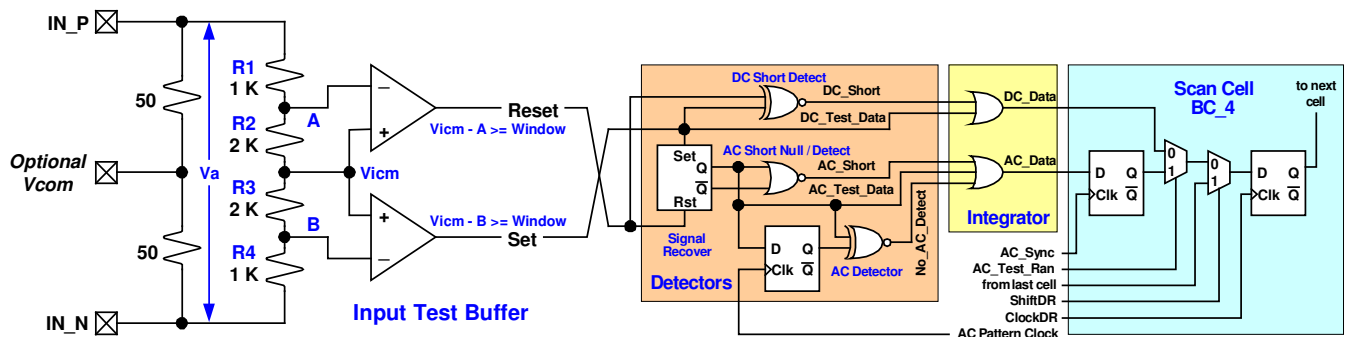 IN_P
50
Optional
Vcom
50
IN_N
Va
R1
1 K
A
R2
2 K
R3
2 K
B
R4
1 K
Vicm
−
+
+
−
Reset
Vicm - A >= Window
Vicm - B >= Window
Set
Input Test Buffer
DC Short Detect
DC_Short
DC_Test_Data
AC Short Null / Detect
Set
Q
Q
Rst
AC_Short
AC_Test_Data
Signal
Recover
D Q
Clk Q
AC Detector
No_AC_Detect
Detectors
DC_Data
AC_Data
Integrator
Scan Cell
BC_4
to next
cell
D Q
Clk Q
0
1
0
1
D Q
Clk Q
AC_Sync
AC_Test_Ran
from last cell
ShiftDR
ClockDR
AC Pattern Clock